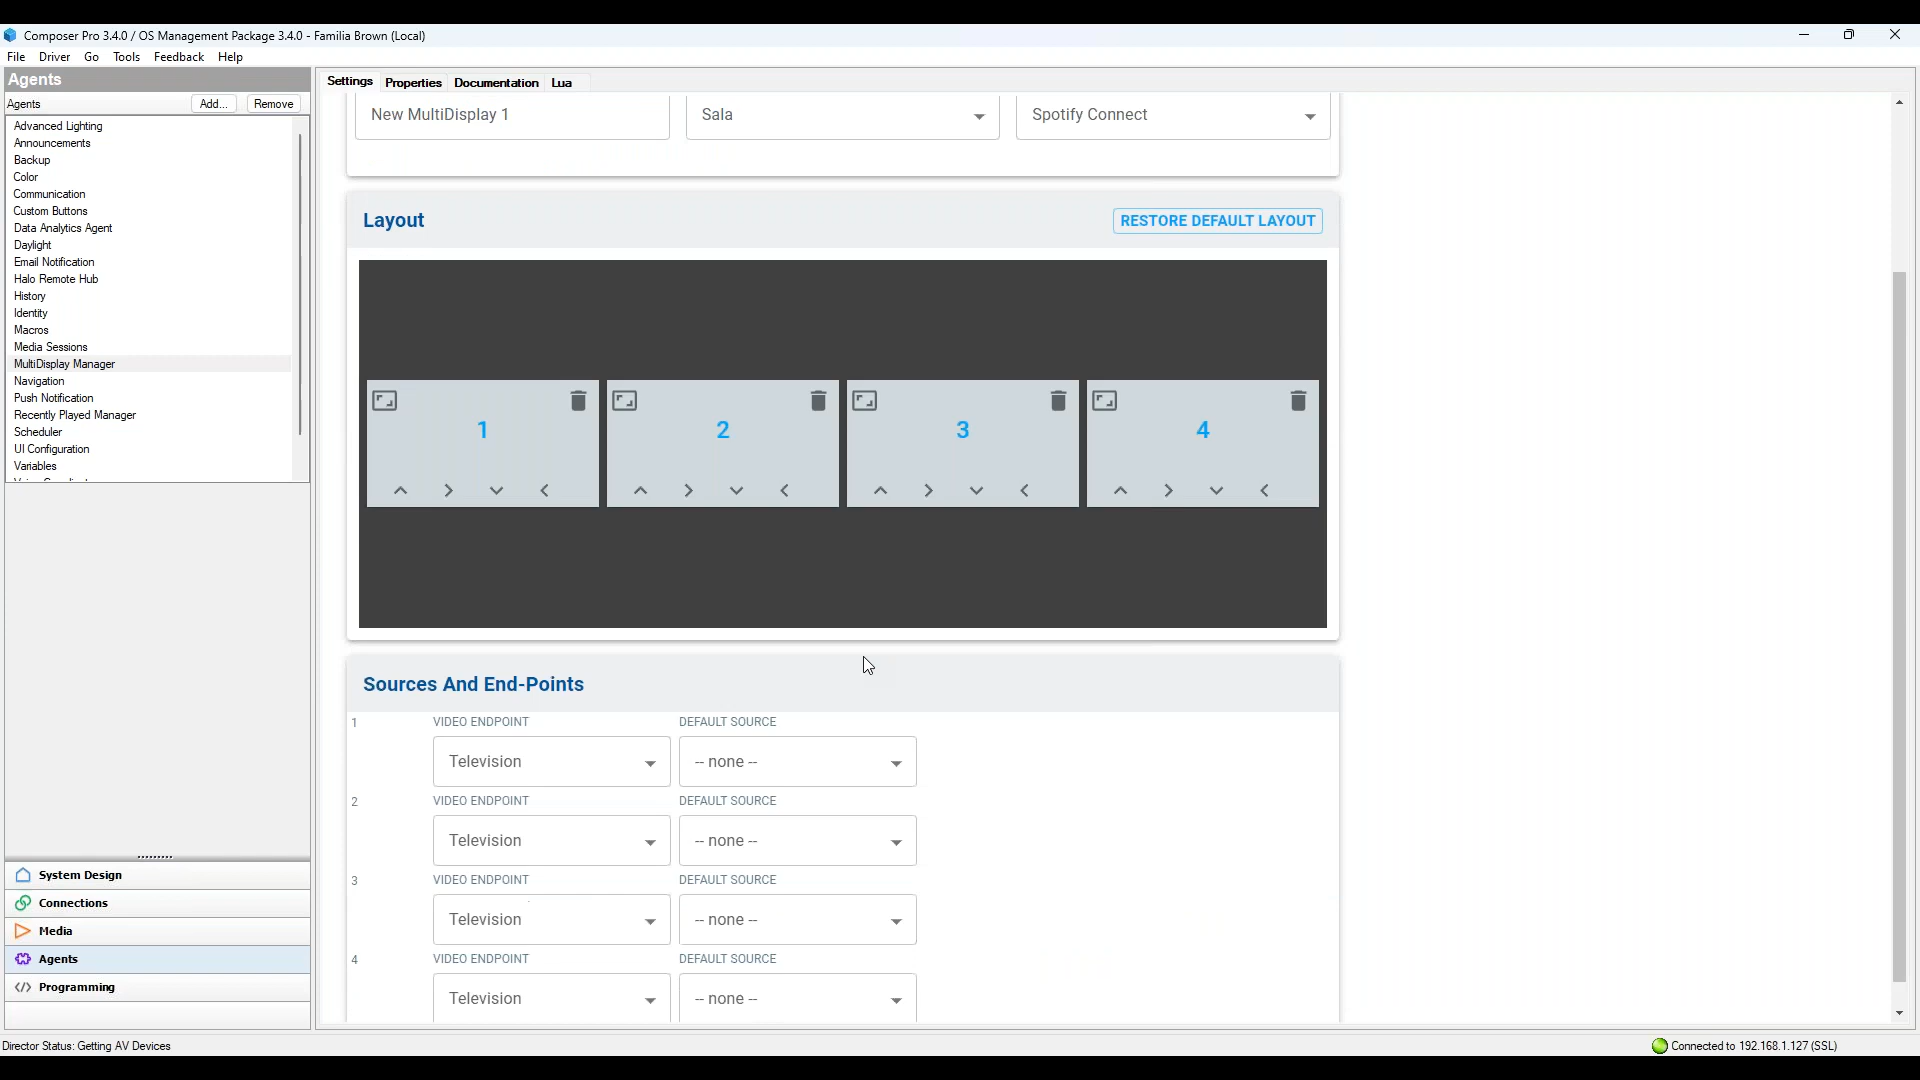 Composer Pro 3.4.0 / OS Management Package 3.4.0 - Familia Brown (Local)
File Driver Go Tools Feedback Help
Agents
Agents Add... Remove
Advanced Lighting
Announcements
Backup
Color
Communication
Custom Buttons
Data Analytics Agent
Daylight
Email Notification
Halo Remote Hub
History
Identity
Macros
Media Sessions
MultiDisplay Manager
Navigation
Push Notification
Recently Played Manager
Scheduler
UI Configuration
Variables
System Design
Connections
Media
Agents
Programming
Settings Properties Documentation Lua
New MultiDisplay 1 Sala Spotify Connect
Layout RESTORE DEFAULT LAYOUT
1 2 3 4
Sources And End-Points
1 VIDEO ENDPOINT DEFAULT SOURCE
Television -- none --
2 VIDEO ENDPOINT DEFAULT SOURCE
Television -- none --
3 VIDEO ENDPOINT DEFAULT SOURCE
Television -- none --
4 VIDEO ENDPOINT DEFAULT SOURCE
Television -- none --
Director Status: Getting AV Devices Connected to 192.168.1.127 (SSL)